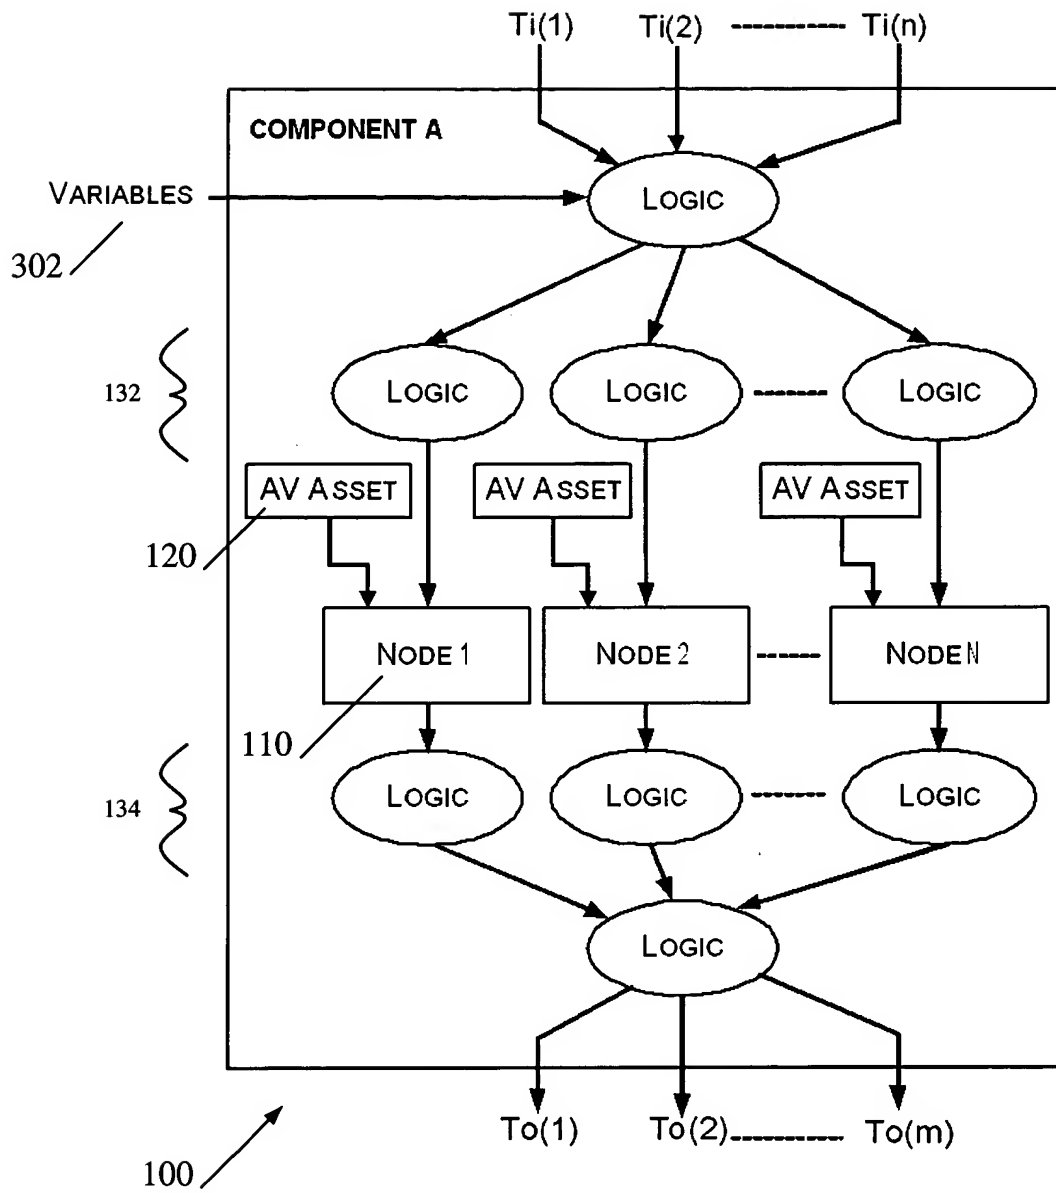 Ti(1) Ti(2) Ti(n)
COMPONENT A
VARIABLES
LOGIC
302
132
LOGIC LOGIC LOGIC
AV ASSET AV ASSET AV ASSET
120
NODE 1 NODE 2 NODE N
110
134
LOGIC LOGIC LOGIC
LOGIC
To(1) To(2) To(m)
100